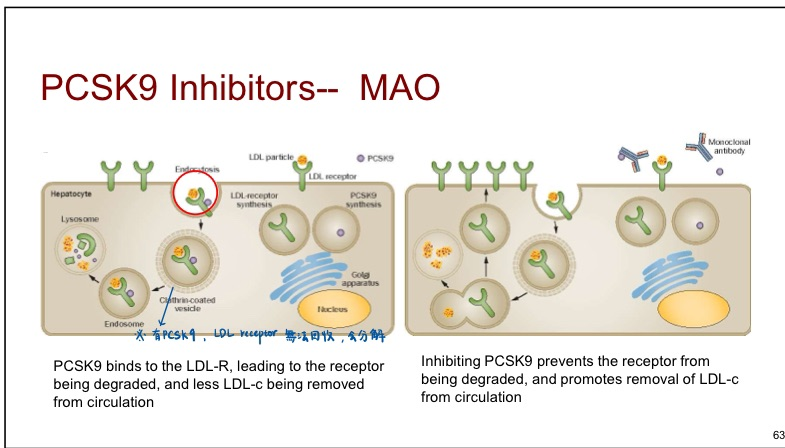 PCSK9 Inhibitors-- MAO
Endocytosis
LDL particle
PCSK9
LDL receptor
Hepatocyte
LDL-receptor
synthesis
PCSK9
synthesis
Lysosome
Golgi
apparatus
Clathrin-coated
vesicle
Endosome
Nucleus
※ 有PCSK9, LDL receptor 無法回收, 會分解
Monoclonal
antibody
PCSK9 binds to the LDL-R, leading to the receptor
being degraded, and less LDL-c being removed
from circulation
Inhibiting PCSK9 prevents the receptor from
being degraded, and promotes removal of LDL-c
from circulation
63